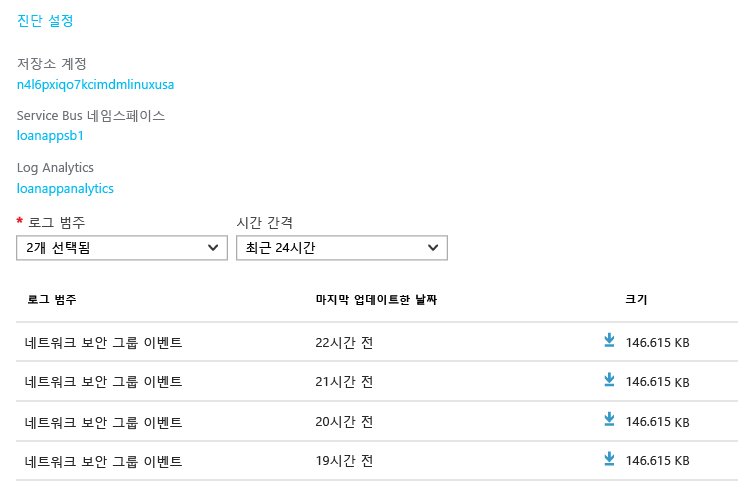 진단 설정
저장소 계정
n4l6pxiqo7kcimdmlinuxusa
Service Bus 네임스페이스
loanappsb1
Log Analytics
loanappanalytics
* 로그 범주 시간 간격
2개 선택됨 최근 24시간
로그 범주 마지막 업데이트한 날짜 크기
네트워크 보안 그룹 이벤트 22시간 전 146.615 KB
네트워크 보안 그룹 이벤트 21시간 전 146.615 KB
네트워크 보안 그룹 이벤트 20시간 전 146.615 KB
네트워크 보안 그룹 이벤트 19시간 전 146.615 KB